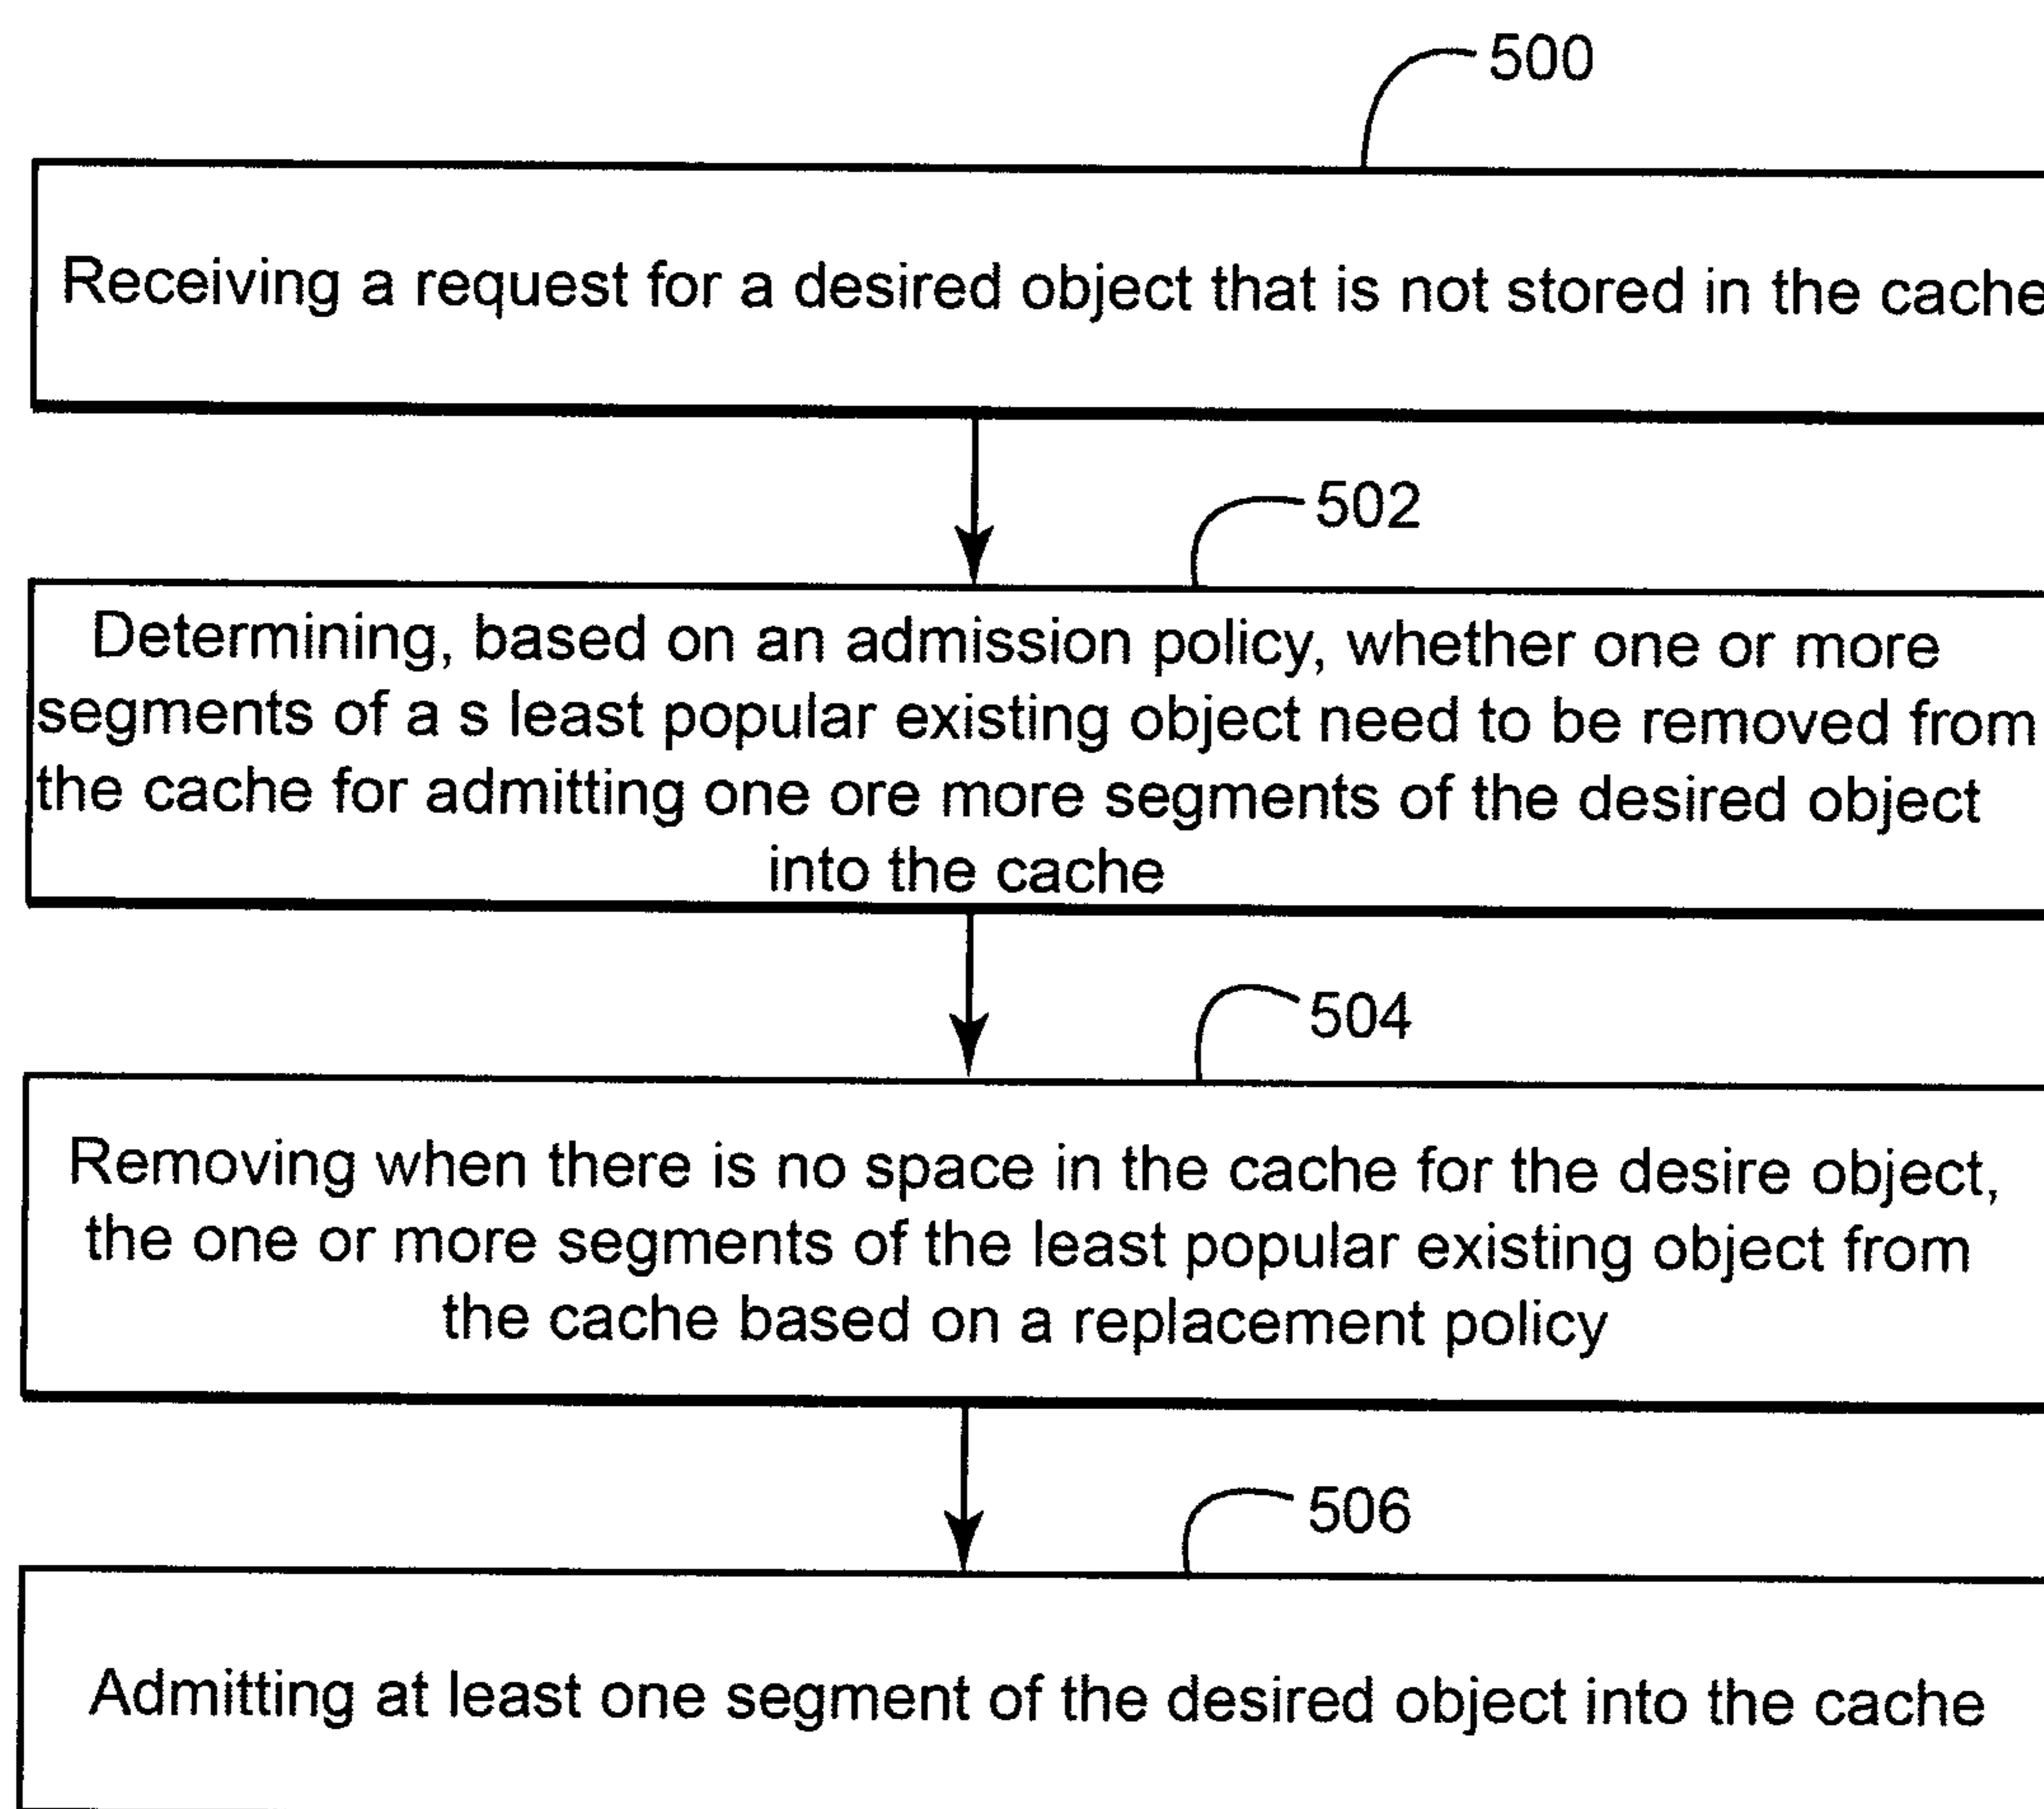 500
Receiving a request for a desired object that is not stored in the cache
502
Determining, based on an admission policy, whether one or more
segments of a s least popular existing object need to be removed from
the cache for admitting one ore more segments of the desired object
into the cache
504
Removing when there is no space in the cache for the desire object,
the one or more segments of the least popular existing object from
the cache based on a replacement policy
506
Admitting at least one segment of the desired object into the cache